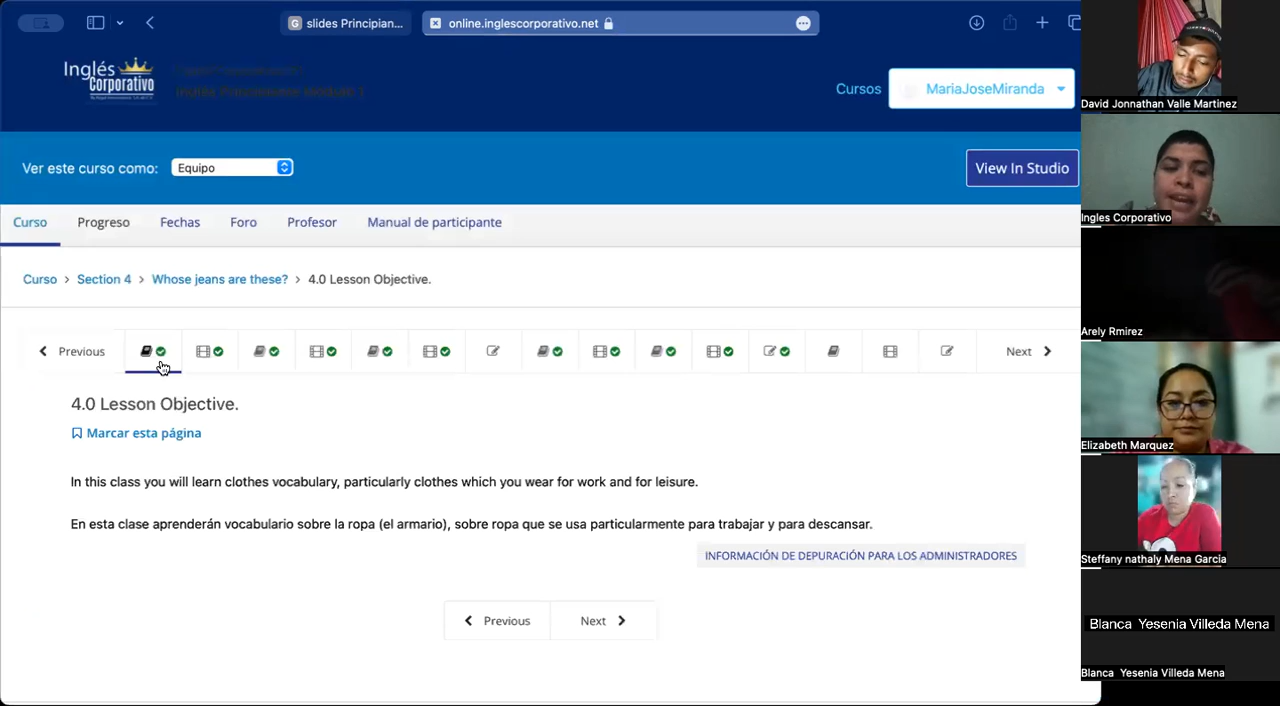 slides Principian...
online.inglescorporativo.net
Inglés
Corporativo
Cursos
MariaJoseMiranda
Ver este curso como:
Equipo
View In Studio
Curso
Progreso
Fechas
Foro
Profesor
Manual de participante
Curso > Section 4 > Whose jeans are these? > 4.0 Lesson Objective.
Previous
Next
4.0 Lesson Objective.
Marcar esta página
In this class you will learn clothes vocabulary, particularly clothes which you wear for work and for leisure.
En esta clase aprenderán vocabulario sobre la ropa (el armario), sobre ropa que se usa particularmente para trabajar y para descansar.
INFORMACIÓN DE DEPURACIÓN PARA LOS ADMINISTRADORES
Previous
Next
David Jonnathan Valle Martinez
Ingles Corporativo
Arely Rmirez
Elizabeth Marquez
Steffany nathaly Mena Garcia
Blanca Yesenia Villeda Mena
Blanca Yesenia Villeda Mena